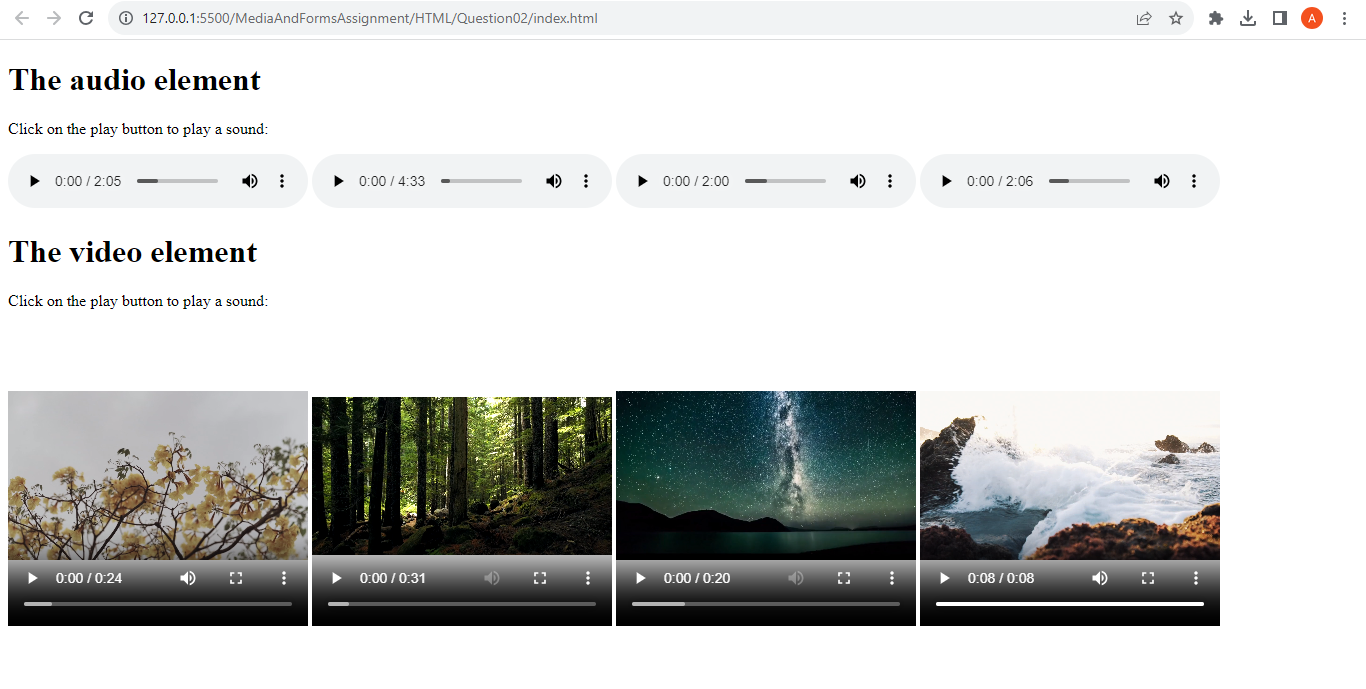 127.0.0.1:5500/MediaAndFormsAssignment/HTML/Question02/index.html
A
The audio element
Click on the play button to play a sound:
0:00 / 2:05 0:00 / 4:33 0:00 / 2:00 0:00 / 2:06
The video element
Click on the play button to play a sound:
0:00 / 0:24 0:00 / 0:31 0:00 / 0:20 0:08 / 0:08